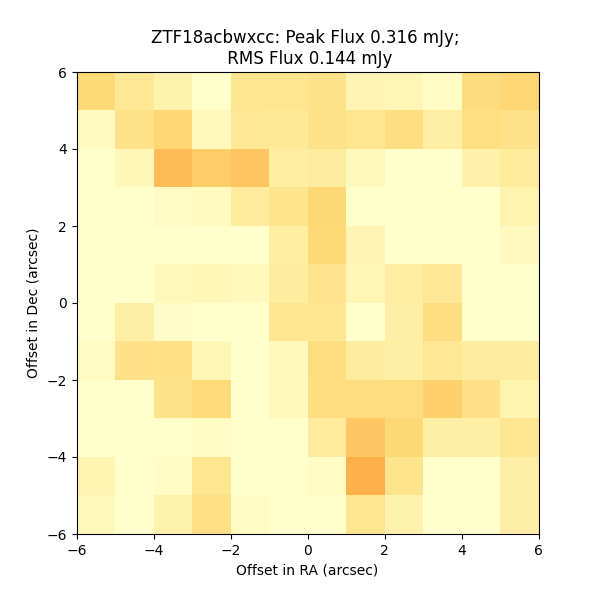 ZTF18acbwxcc: Peak Flux 0.316 mJy;
RMS Flux 0.144 mJy
6
4
2
0
−2
−4
−6
Offset in Dec (arcsec)
−6 −4 −2 0 2 4 6
Offset in RA (arcsec)